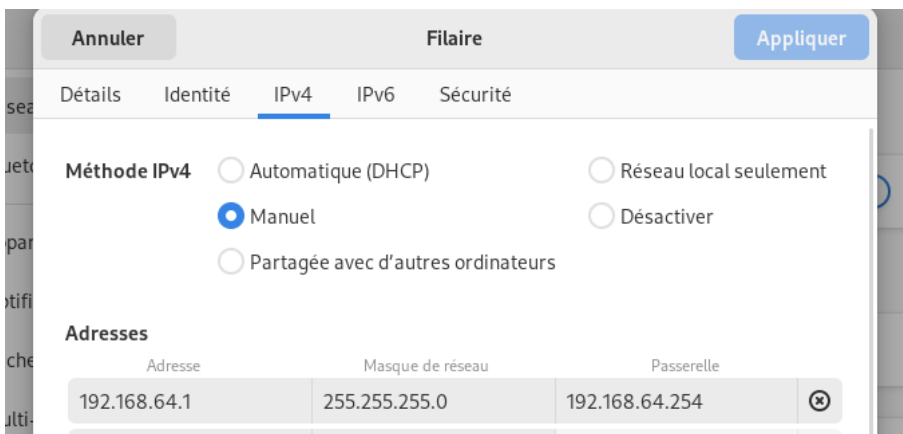 Annuler Filaire Appliquer
Détails Identité IPv4 IPv6 Sécurité
Méthode IPv4 Automatique (DHCP) Réseau local seulement
Manuel Désactiver
Partagée avec d’autres ordinateurs
Adresses
Adresse Masque de réseau Passerelle
192.168.64.1 255.255.255.0 192.168.64.254